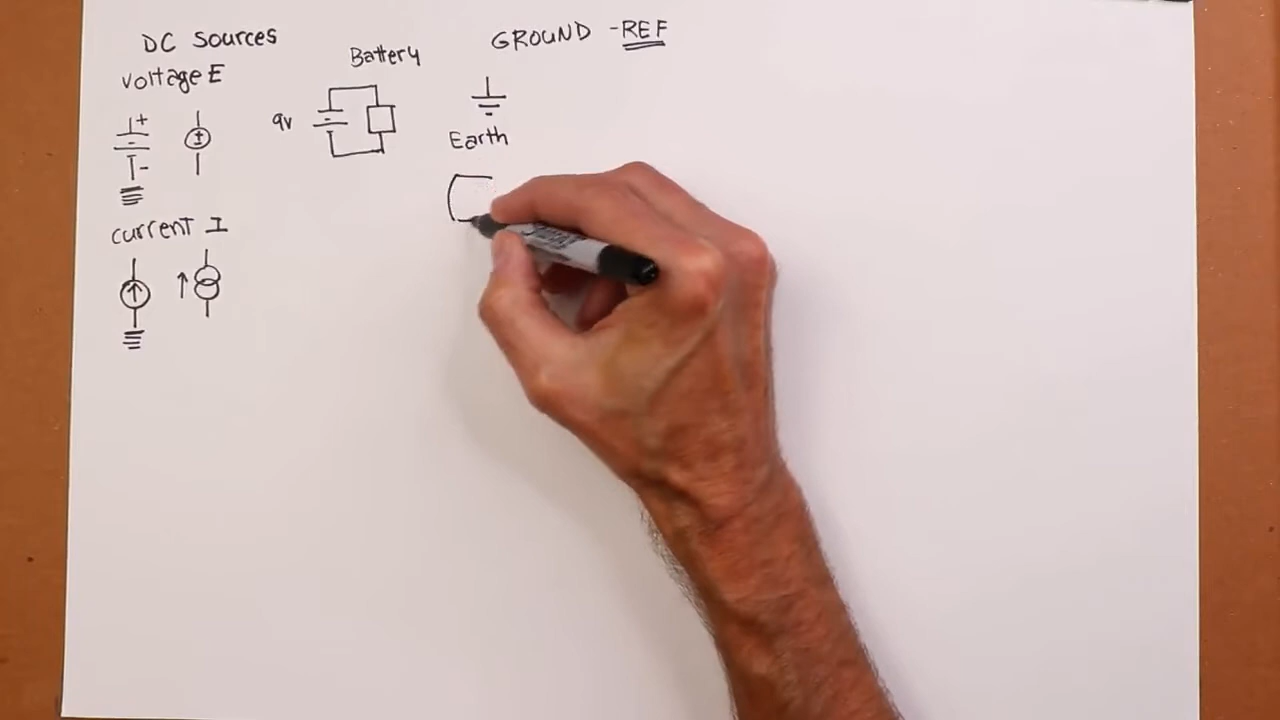 DC Sources
Voltage E
+
-
±
Current I
Battery
9v
GROUND - REF
Earth